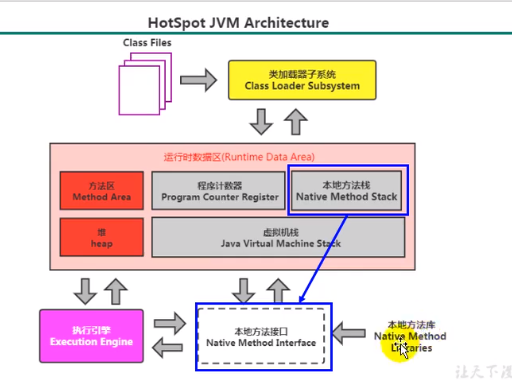 HotSpot JVM Architecture
Class Files
类加载器子系统
Class Loader Subsystem
运行时数据区(Runtime Data Area)
方法区
Method Area
程序计数器
Program Counter Register
本地方法栈
Native Method Stack
堆
heap
虚拟机栈
Java Virtual Machine Stack
执行引擎
Execution Engine
本地方法接口
Native Method Interface
本地方法库
Native Method
Libraries
让天下